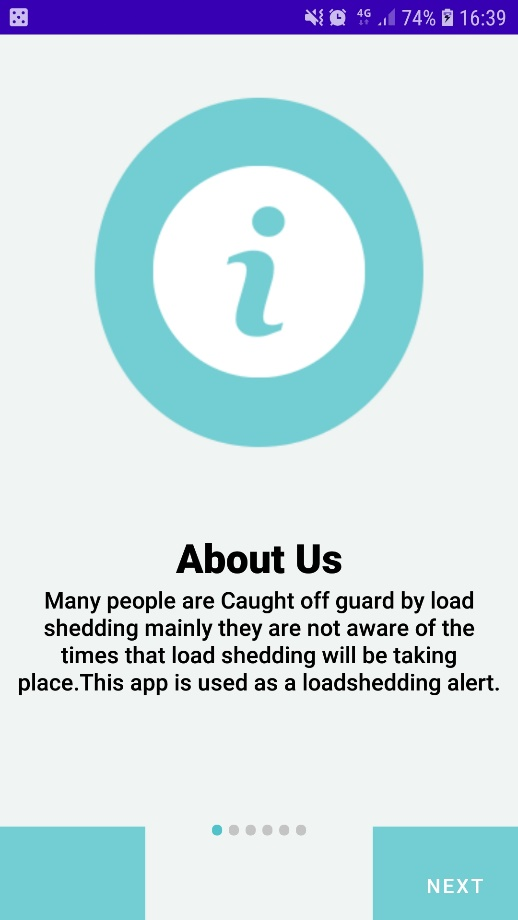 4G 74% 16:39
i
About Us
Many people are Caught off guard by load
shedding mainly they are not aware of the
times that load shedding will be taking
place.This app is used as a loadshedding alert.
NEXT